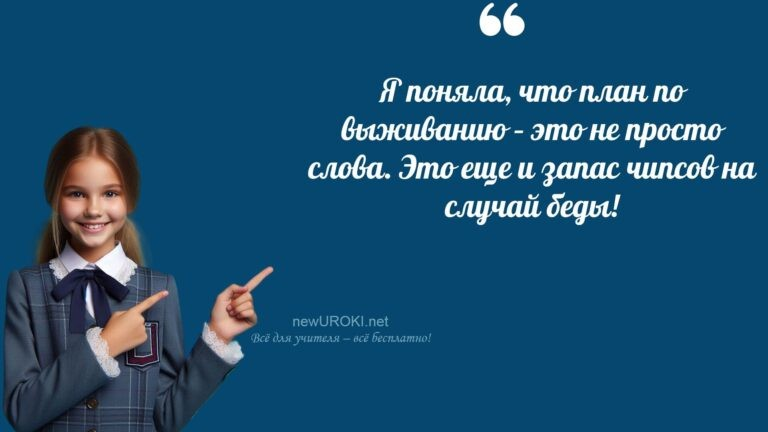 “
Я поняла, что план по
выживанию – это не просто
слова. Это еще и запас чипсов на
случай беды!
newUROKI.net
Всё для учителя – всё бесплатно!